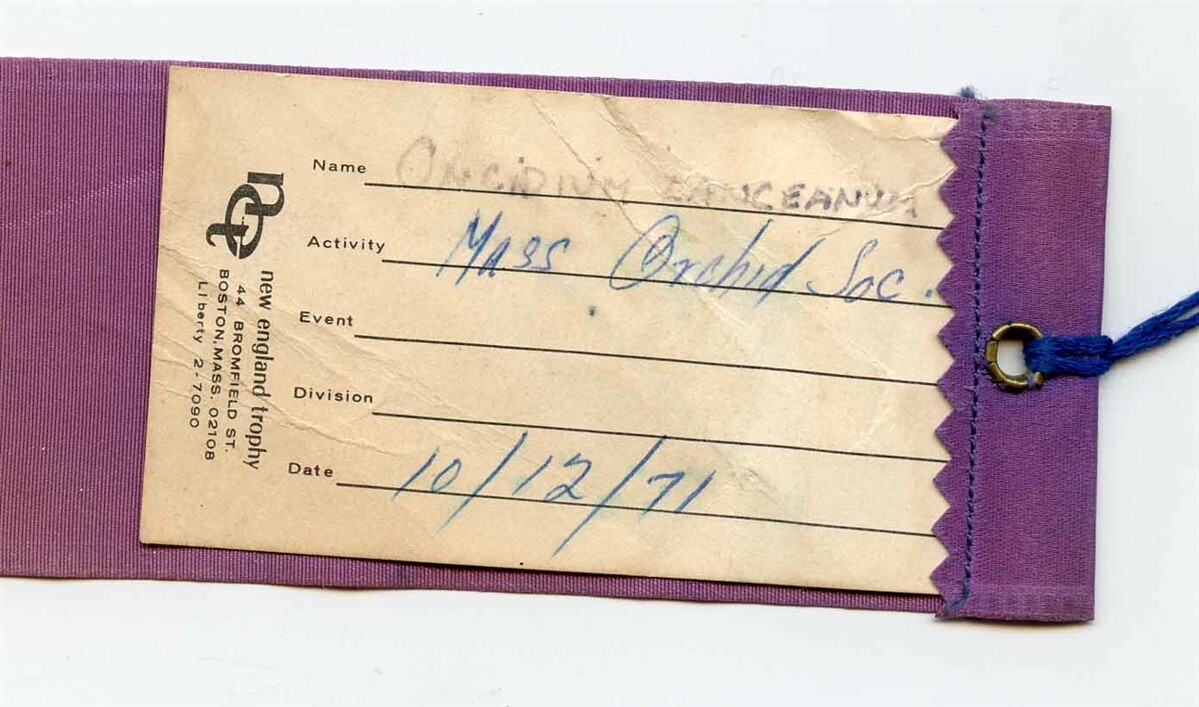 Name Oncidium lanceanum
Activity Mass Orchid Soc.
Event
Division
Date 10/12/71
new england trophy
44 BROMFIELD ST.
BOSTON, MASS. 02108
Liberty 2-7090